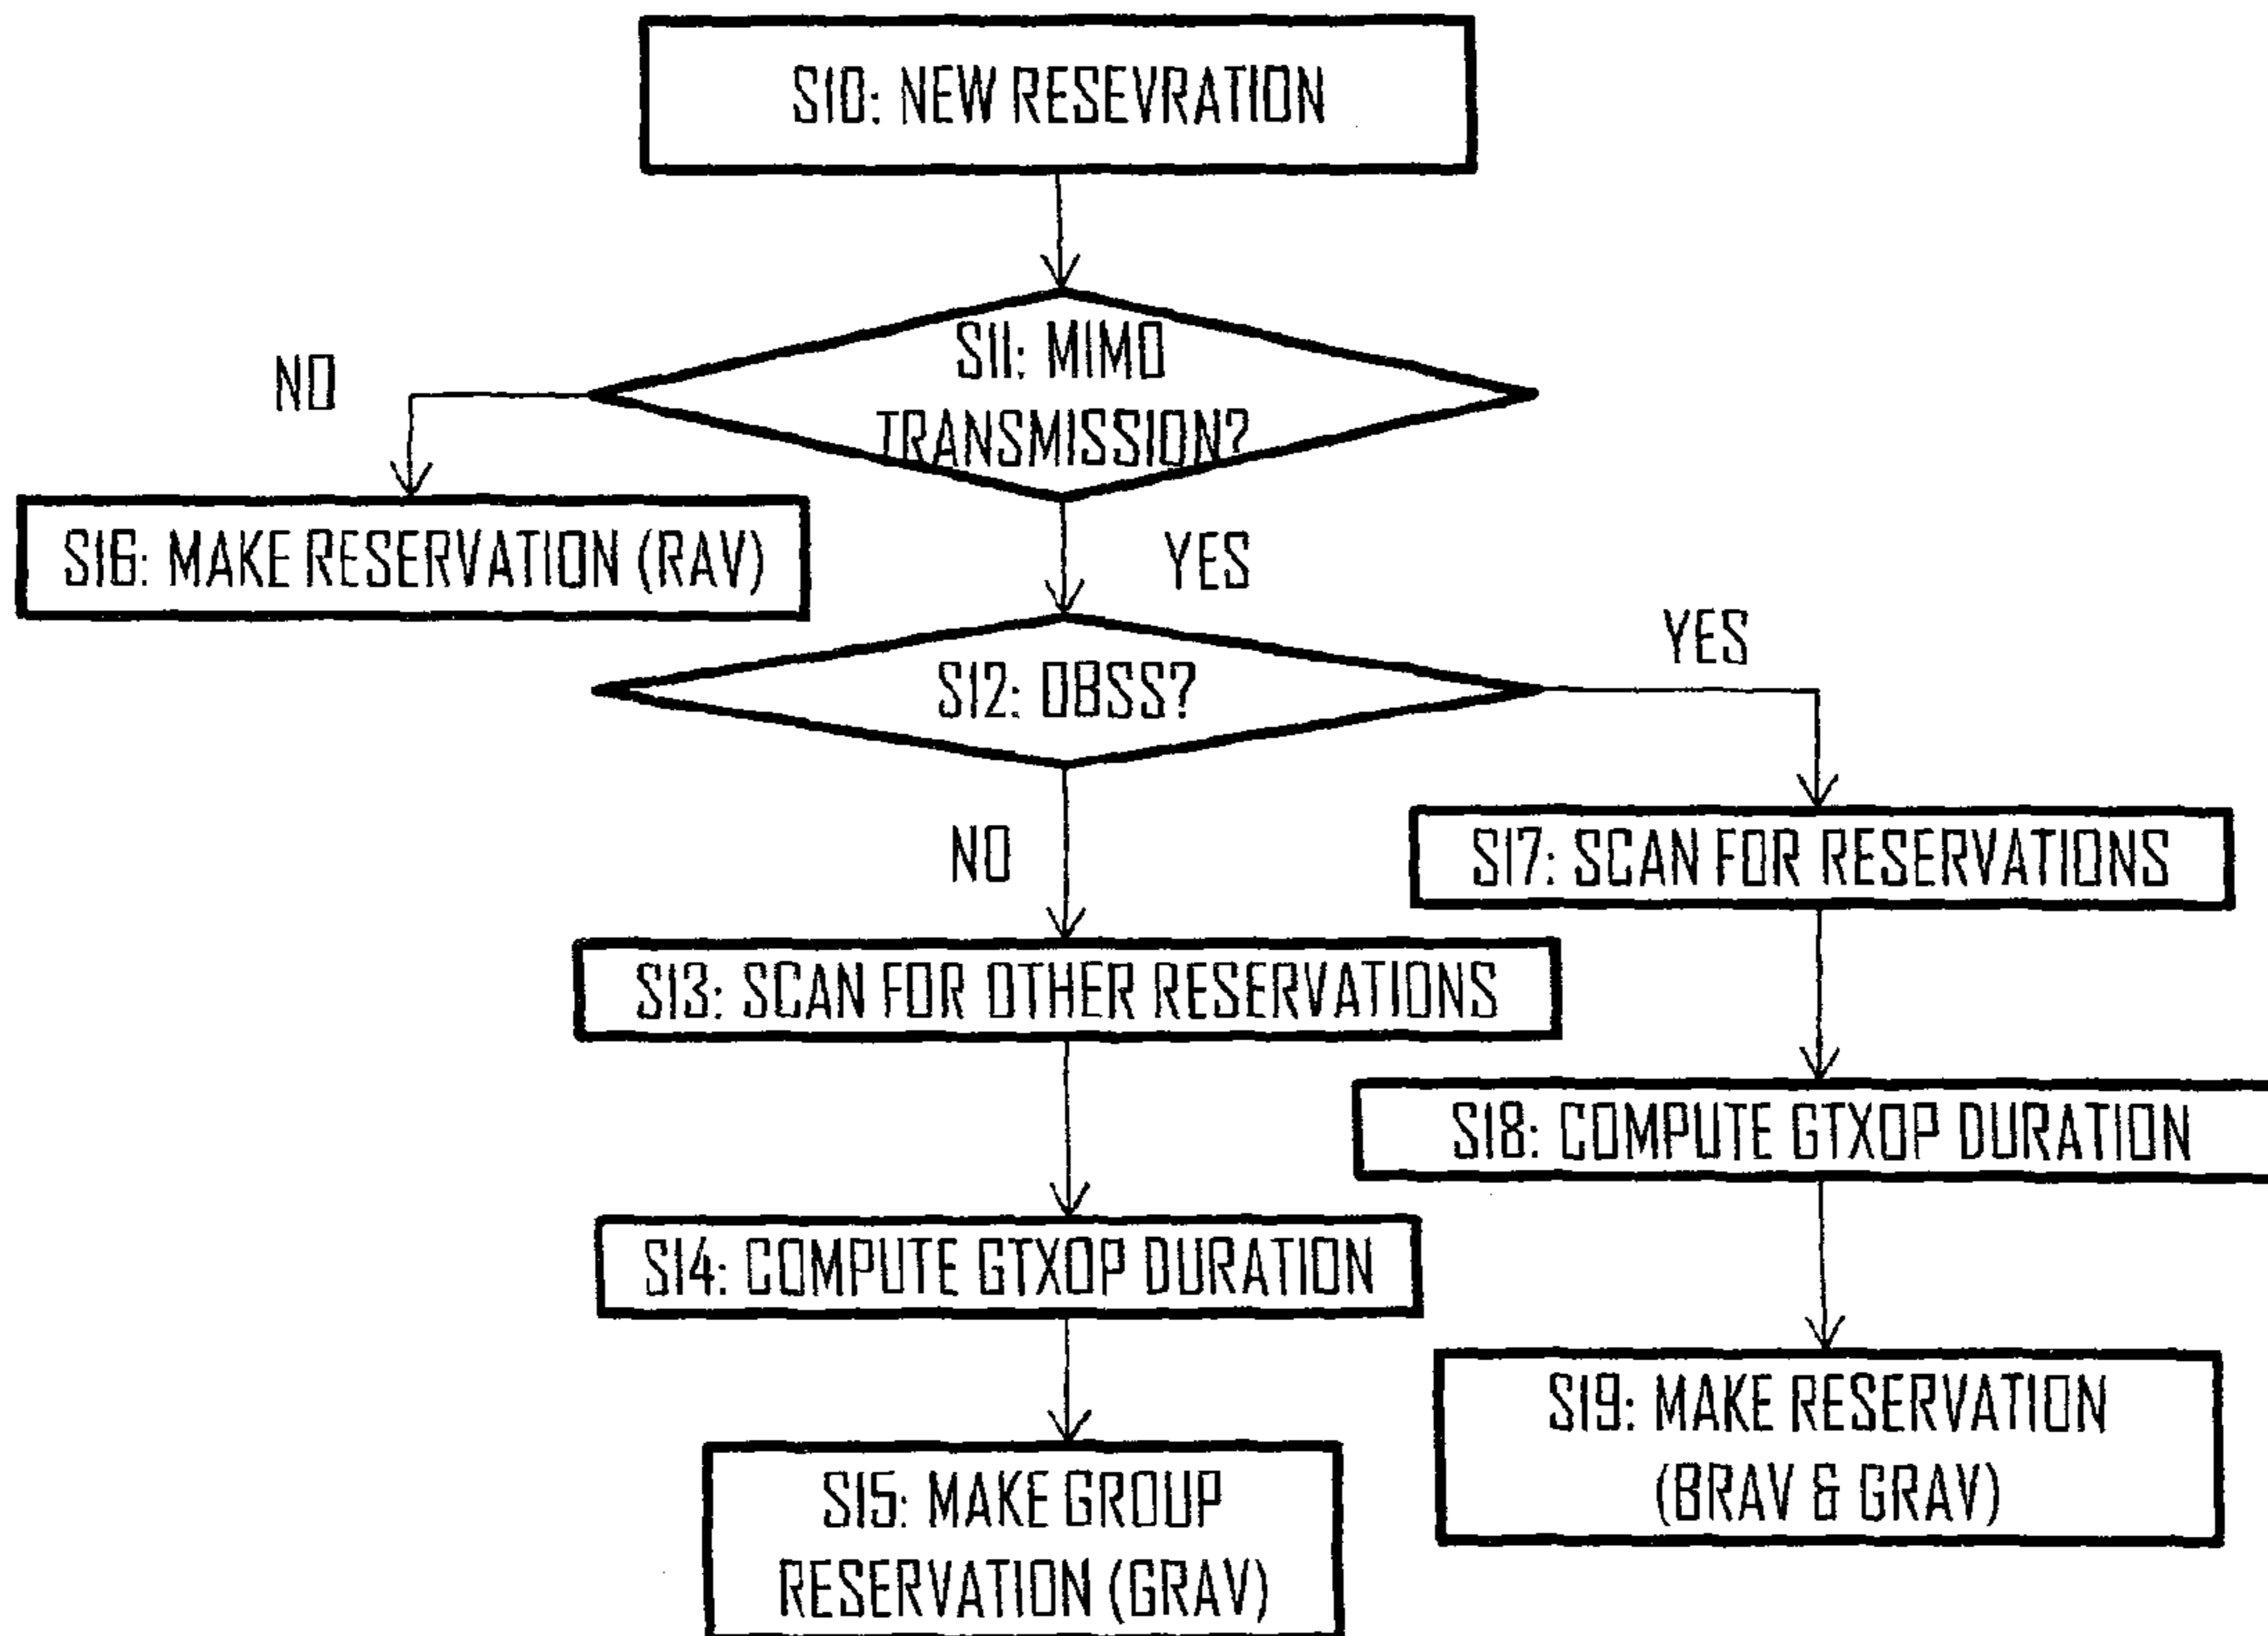 S10: NEW RESEVRATION
S11: MIMO
TRANSMISSION?
NO
S16: MAKE RESERVATION (RAV)
YES
S12: OBSS?
YES
NO
S17: SCAN FOR RESERVATIONS
S13: SCAN FOR OTHER RESERVATIONS
S18: COMPUTE GTXOP DURATION
S14: COMPUTE GTXOP DURATION
S19: MAKE RESERVATION
(BRAV & GRAV)
S15: MAKE GROUP
RESERVATION (GRAV)